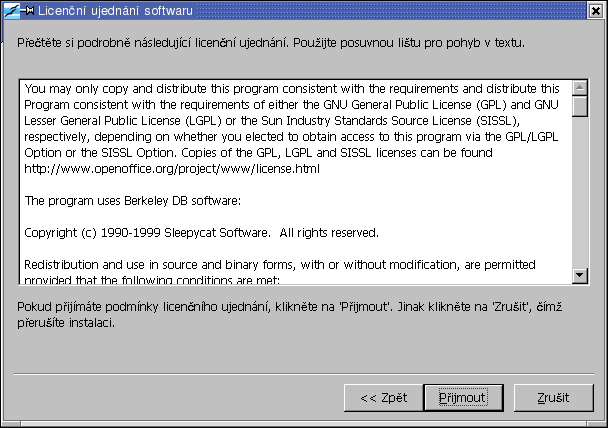 Licenční ujednání softwaru
Přečtěte si podrobně následující licenční ujednání. Použijte posuvnou lištu pro pohyb v textu.
You may only copy and distribute this program consistent with the requirements and distribute this
Program consistent with the requirements of either the GNU General Public License (GPL) and GNU
Lesser General Public License (LGPL) or the Sun Industry Standards Source License (SISSL),
respectively, depending on whether you elected to obtain access to this program via the GPL/LGPL
Option or the SISSL Option. Copies of the GPL, LGPL and SISSL licenses can be found
http://www.openoffice.org/project/www/license.html
The program uses Berkeley DB software:
Copyright (c) 1990-1999 Sleepycat Software.  All rights reserved.
Redistribution and use in source and binary forms, with or without modification, are permitted
provided that the following conditions are met:
Pokud přijímáte podmínky licenčního ujednání, klikněte na 'Přijmout'. Jinak klikněte na 'Zrušit', čímž
přerušíte instalaci.
<< Zpět
Přijmout
Zrušit